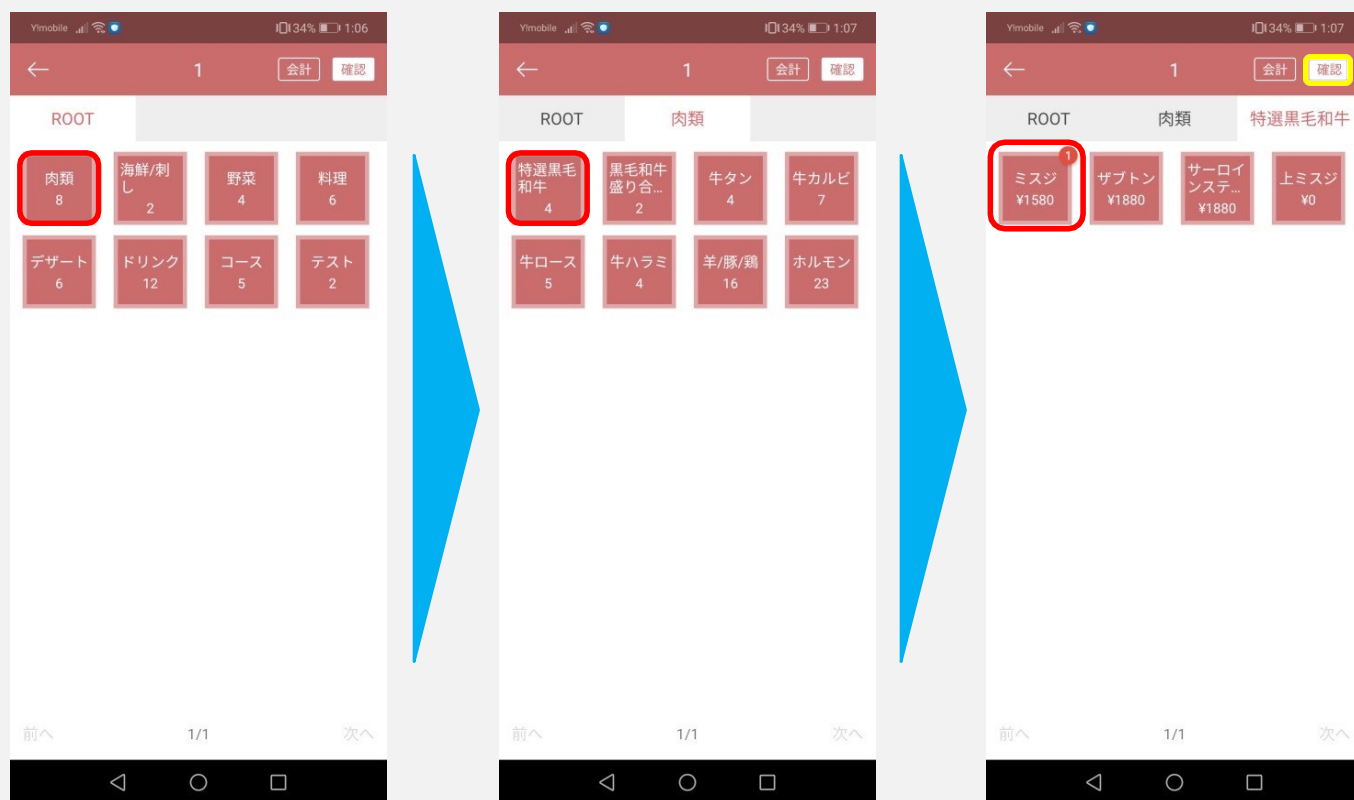 Y!mobile 34% 1:06
1 会計 確認
ROOT
肉類
8
海鮮/刺
し
2
野菜
4
料理
6
デザート
6
ドリンク
12
コース
5
テスト
2
前へ 1/1 次へ
Y!mobile 34% 1:07
1 会計 確認
ROOT 肉類
特選黒毛
和牛
4
黒毛和牛
盛り合...
2
牛タン
4
牛カルビ
7
牛ロース
5
牛ハラミ
4
羊/豚/鶏
16
ホルモン
23
前へ 1/1 次へ
Y!mobile 34% 1:07
1 会計 確認
ROOT 肉類 特選黒毛和牛
1
ミスジ
¥1580
ザブトン
¥1880
サーロイ
ンステ...
¥1880
上ミスジ
¥0
前へ 1/1 次へ